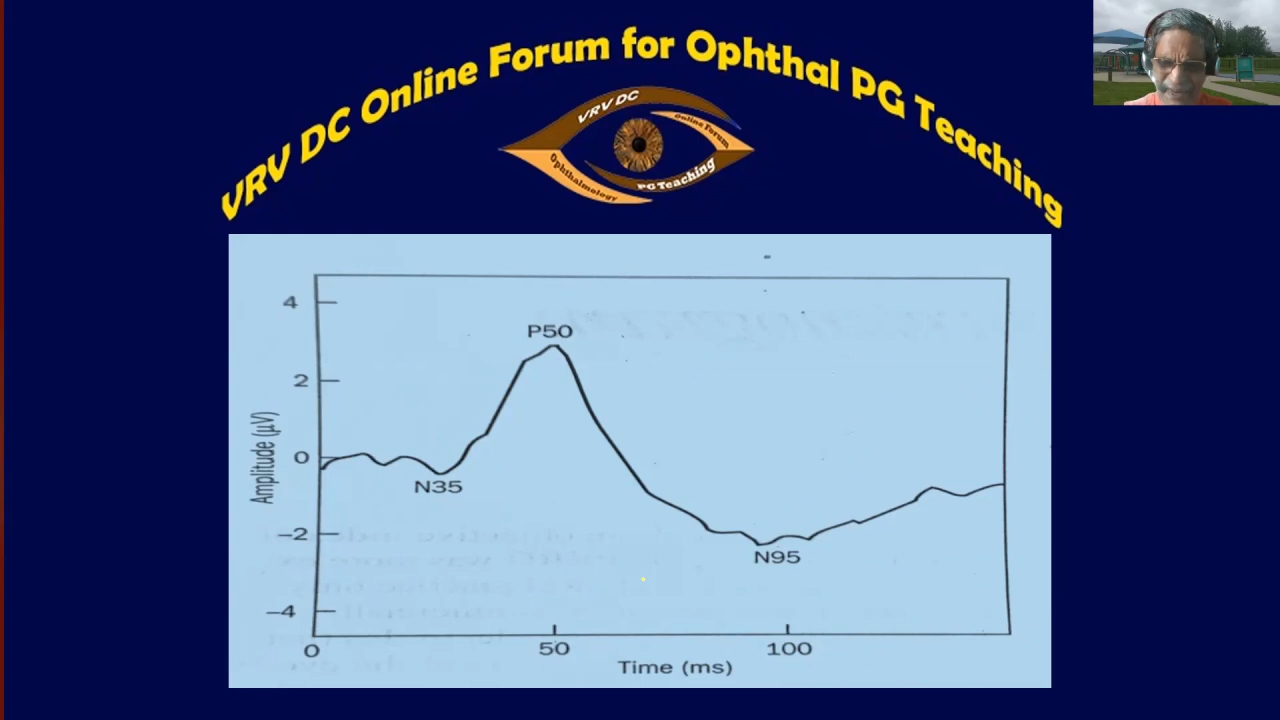 VRV DC Online Forum for Ophthal PG Teaching
VRV DC
Online Forum
Ophthalmology
PG Teaching
4
P50
2
Amplitude (μV)
0
N35
−2
N95
−4
0
50
100
Time (ms)